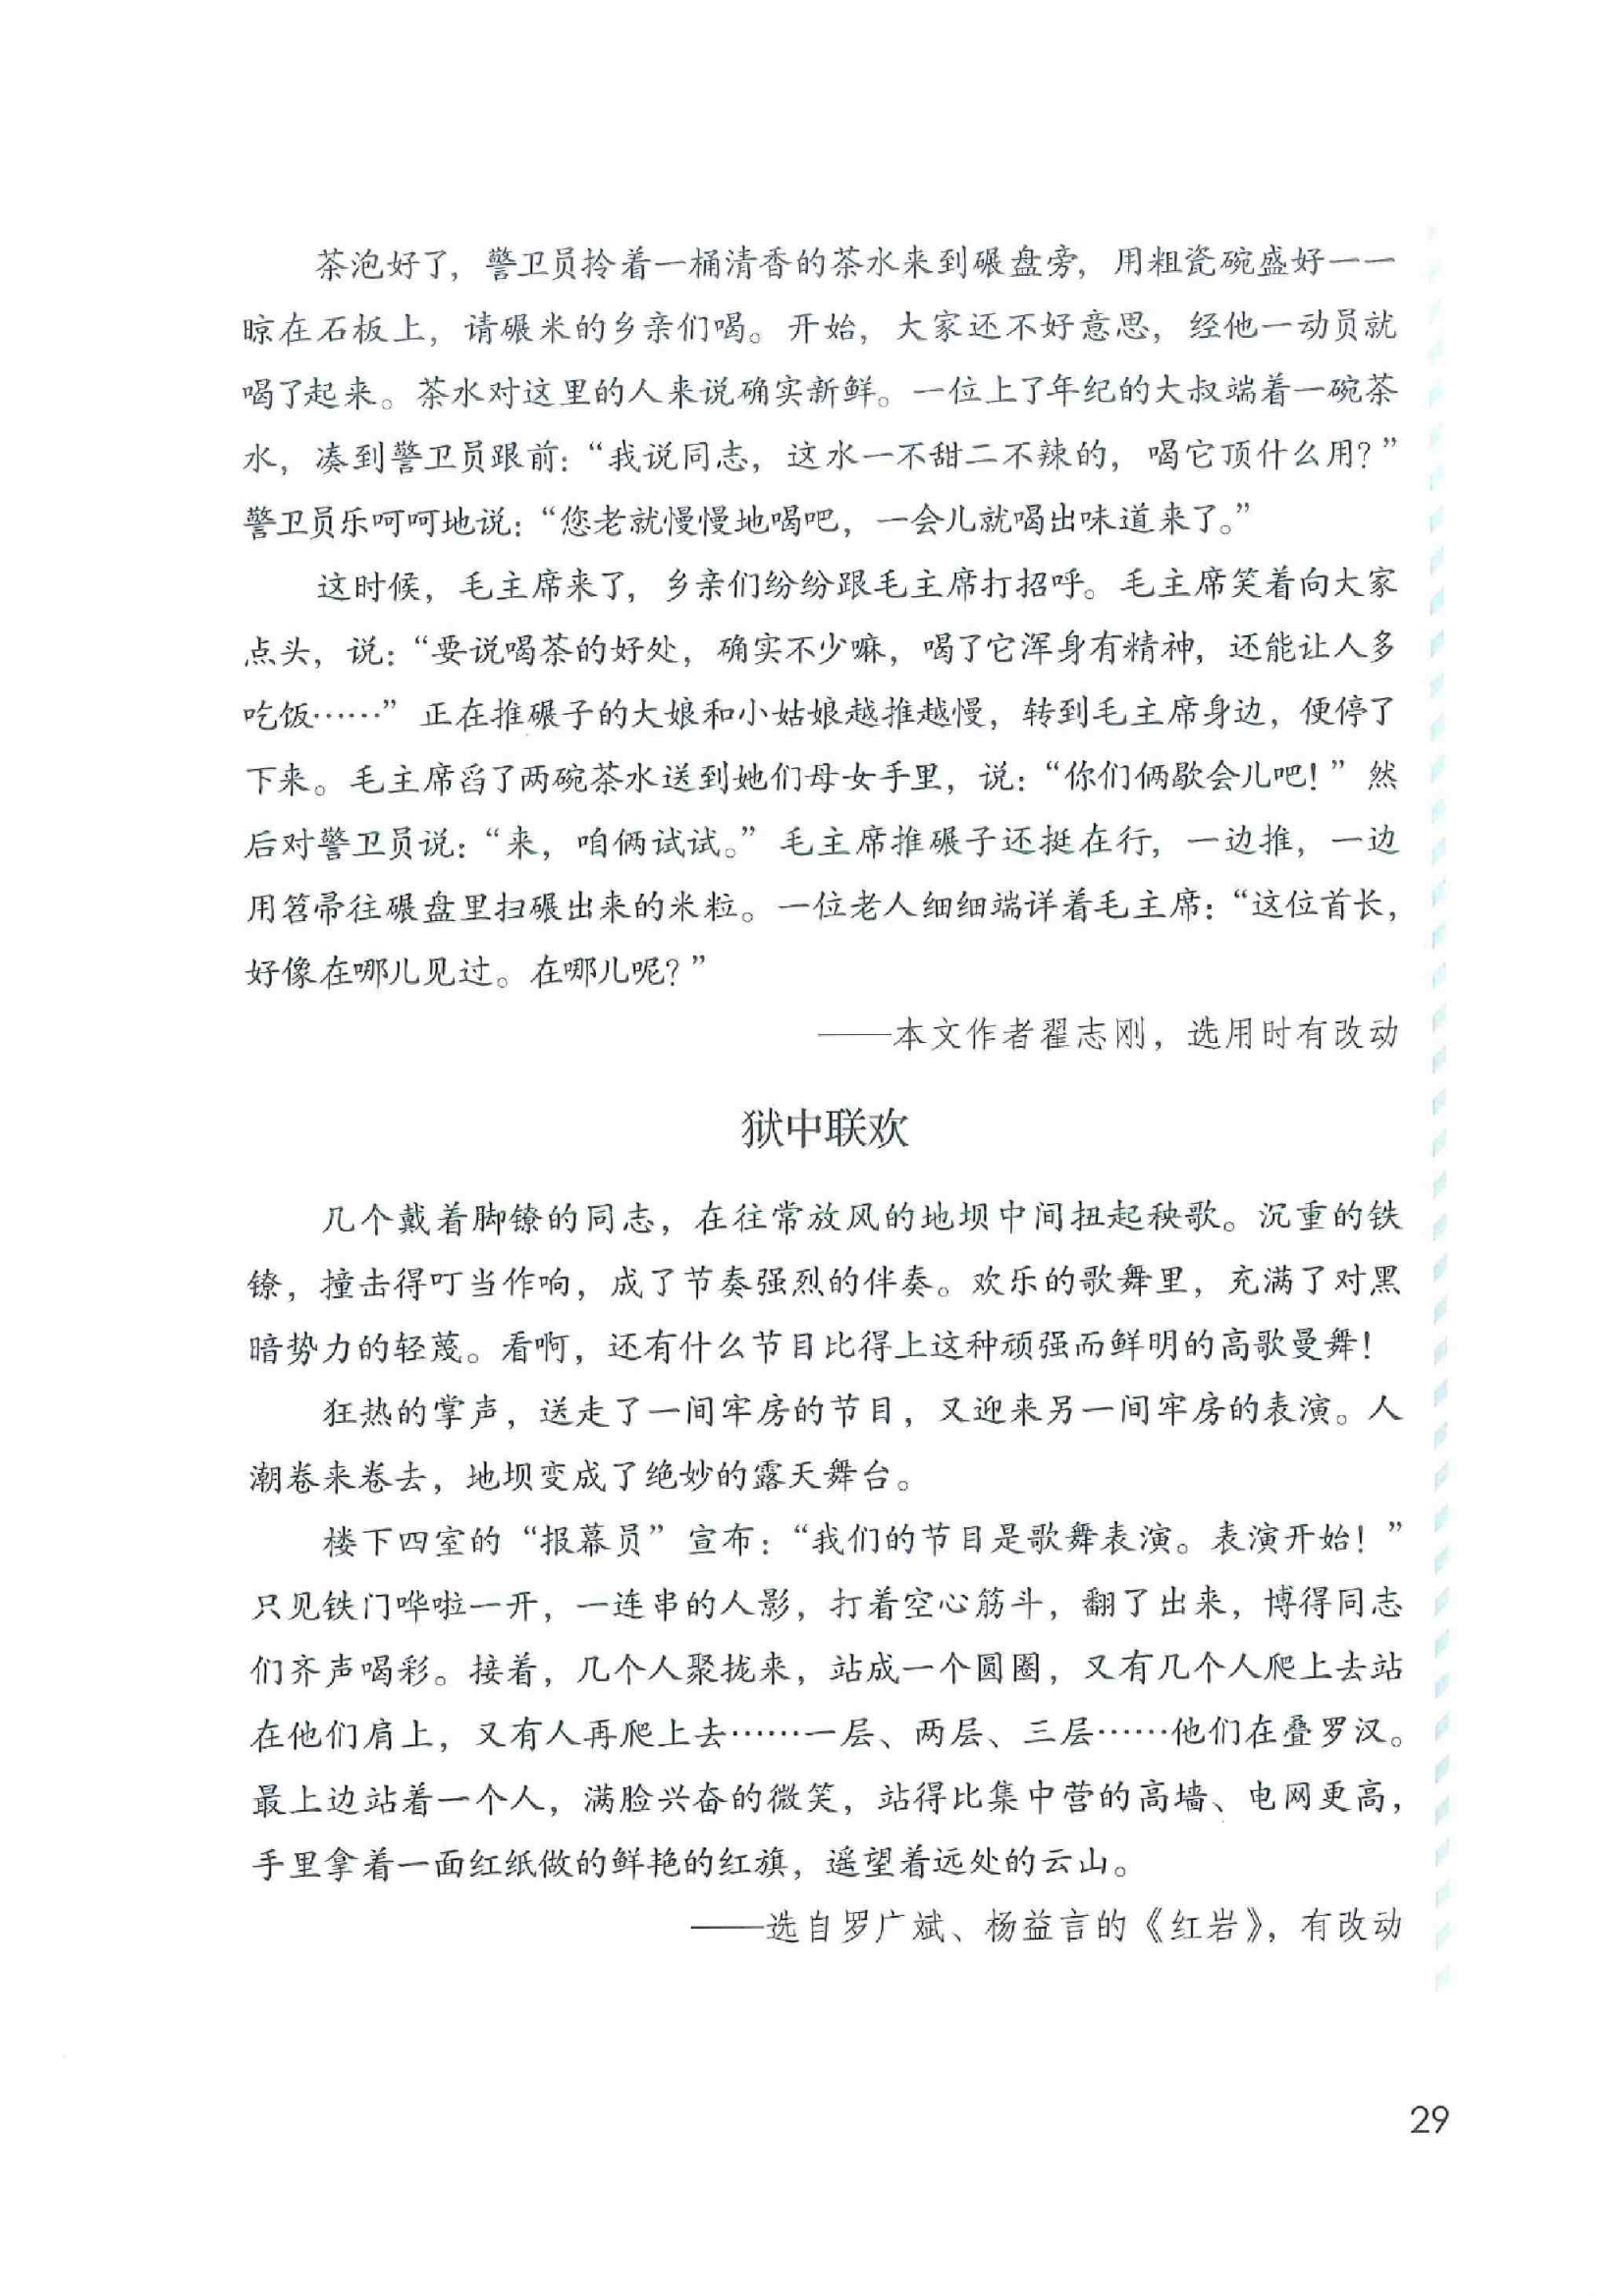 茶泡好了，警卫员拎着一桶清香的茶水来到碾盘旁，用粗瓷碗盛好一一
晾在石板上，请碾米的乡亲们喝。开始，大家还不好意思，经他一动员就
喝了起来。茶水对这里的人来说确实新鲜。一位上了年纪的大叔端着一碗茶
水，凑到警卫员跟前：“我说同志，这水一不甜二不辣的，喝它顶什么用？”
警卫员乐呵呵地说：“您老就慢慢地喝吧，一会儿就喝出味道来了。”
这时候，毛主席来了，乡亲们纷纷跟毛主席打招呼。毛主席笑着向大家
点头，说：“要说喝茶的好处，确实不少嘛，喝了它浑身有精神，还能让人多
吃饭……”正在推碾子的大娘和小姑娘越推越慢，转到毛主席身边，便停了
下来。毛主席舀了两碗茶水送到她们母女手里，说：“你们俩歇会儿吧！”然
后对警卫员说：“来，咱俩试试。”毛主席推碾子还挺在行，一边推，一边
用笤帚往碾盘里扫碾出来的米粒。一位老人细细端详着毛主席：“这位首长，
好像在哪儿见过。在哪儿呢？”
——本文作者翟志刚，选用时有改动
狱中联欢
几个戴着脚镣的同志，在往常放风的地坝中间扭起秧歌。沉重的铁
镣，撞击得叮当作响，成了节奏强烈的伴奏。欢乐的歌舞里，充满了对黑
暗势力的轻蔑。看啊，还有什么节目比得上这种顽强而鲜明的高歌曼舞！
狂热的掌声，送走了一间牢房的节目，又迎来另一间牢房的表演。人
潮卷来卷去，地坝变成了绝妙的露天舞台。
楼下四室的“报幕员”宣布：“我们的节目是歌舞表演。表演开始！”
只见铁门哗啦一开，一连串的人影，打着空心筋斗，翻了出来，博得同志
们齐声喝彩。接着，几个人聚拢来，站成一个圆圈，又有几个人爬上去站
在他们肩上，又有人再爬上去……一层、两层、三层……他们在叠罗汉。
最上边站着一个人，满脸兴奋的微笑，站得比集中营的高墙、电网更高，
手里拿着一面红纸做的鲜艳的红旗，遥望着远处的云山。
——选自罗广斌、杨益言的《红岩》，有改动
29